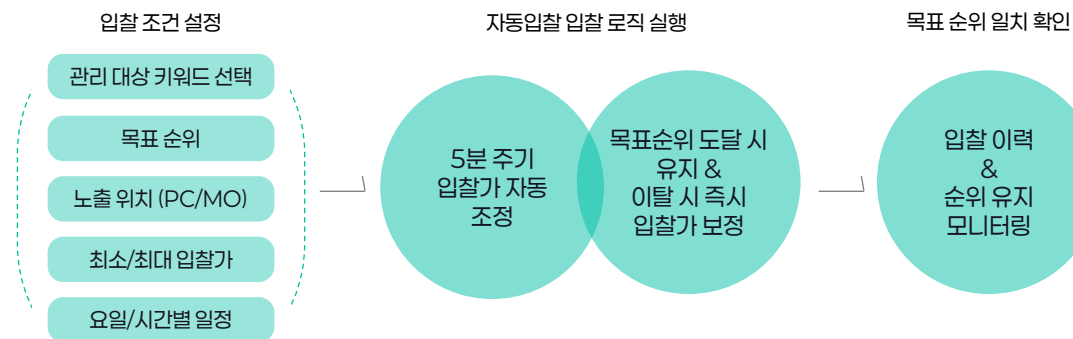 입찰 조건 설정
관리 대상 키워드 선택
목표 순위
노출 위치 (PC/MO)
최소/최대 입찰가
요일/시간별 일정
자동입찰 입찰 로직 실행
5분 주기
입찰가 자동
조정
목표순위 도달 시
유지 &
이탈 시 즉시
입찰가 보정
목표 순위 일치 확인
입찰 이력
&
순위 유지
모니터링